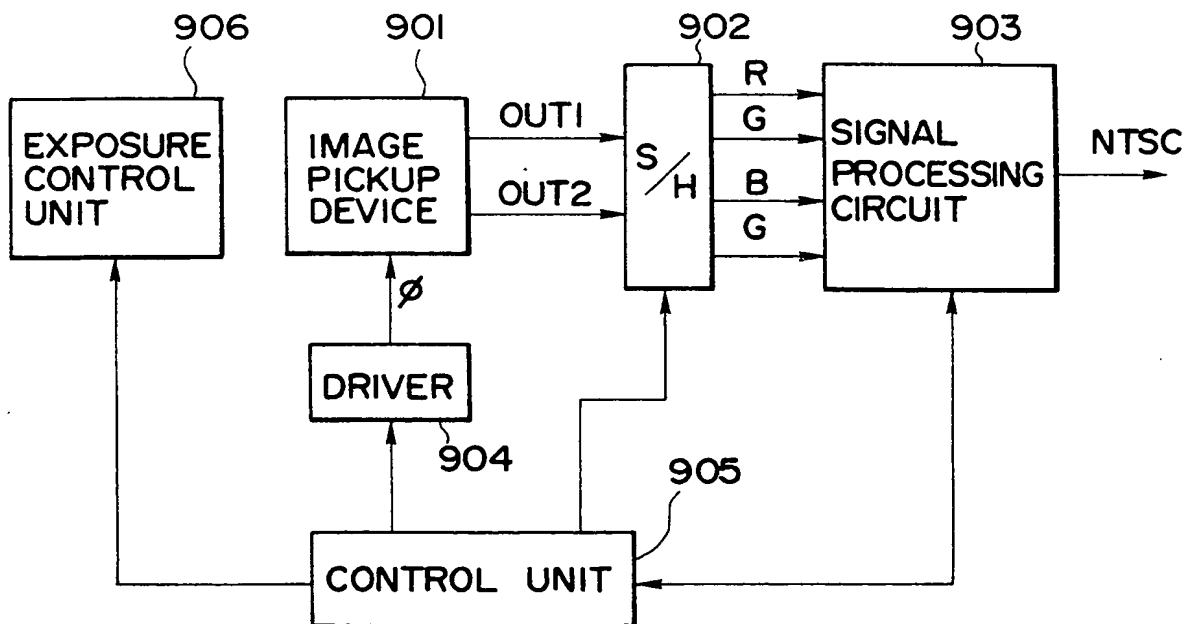 906
901
902
903
EXPOSURE
CONTROL
UNIT
IMAGE
PICKUP
DEVICE
OUT1
OUT2
S/H
R
G
B
G
SIGNAL
PROCESSING
CIRCUIT
NTSC
φ
DRIVER
904
905
CONTROL UNIT